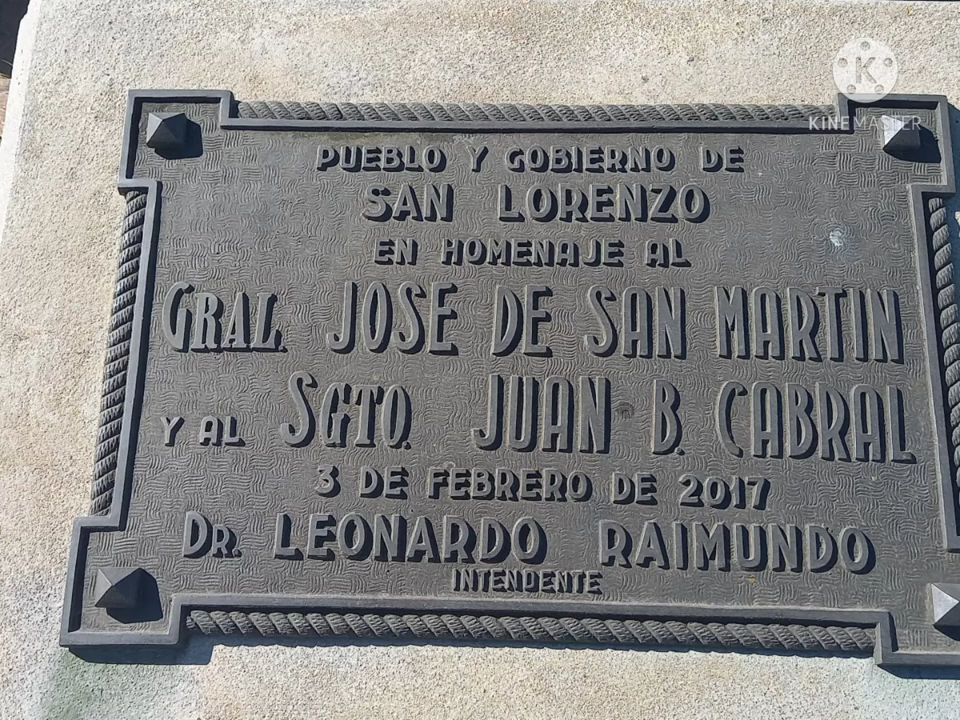 KINEMASTER
PUEBLO Y GOBIERNO DE
SAN LORENZO
EN HOMENAJE AL
GRAL. JOSE DE SAN MARTIN
Y AL SGTO. JUAN B. CABRAL
3 DE FEBRERO DE 2017
DR. LEONARDO RAIMUNDO
INTENDENTE